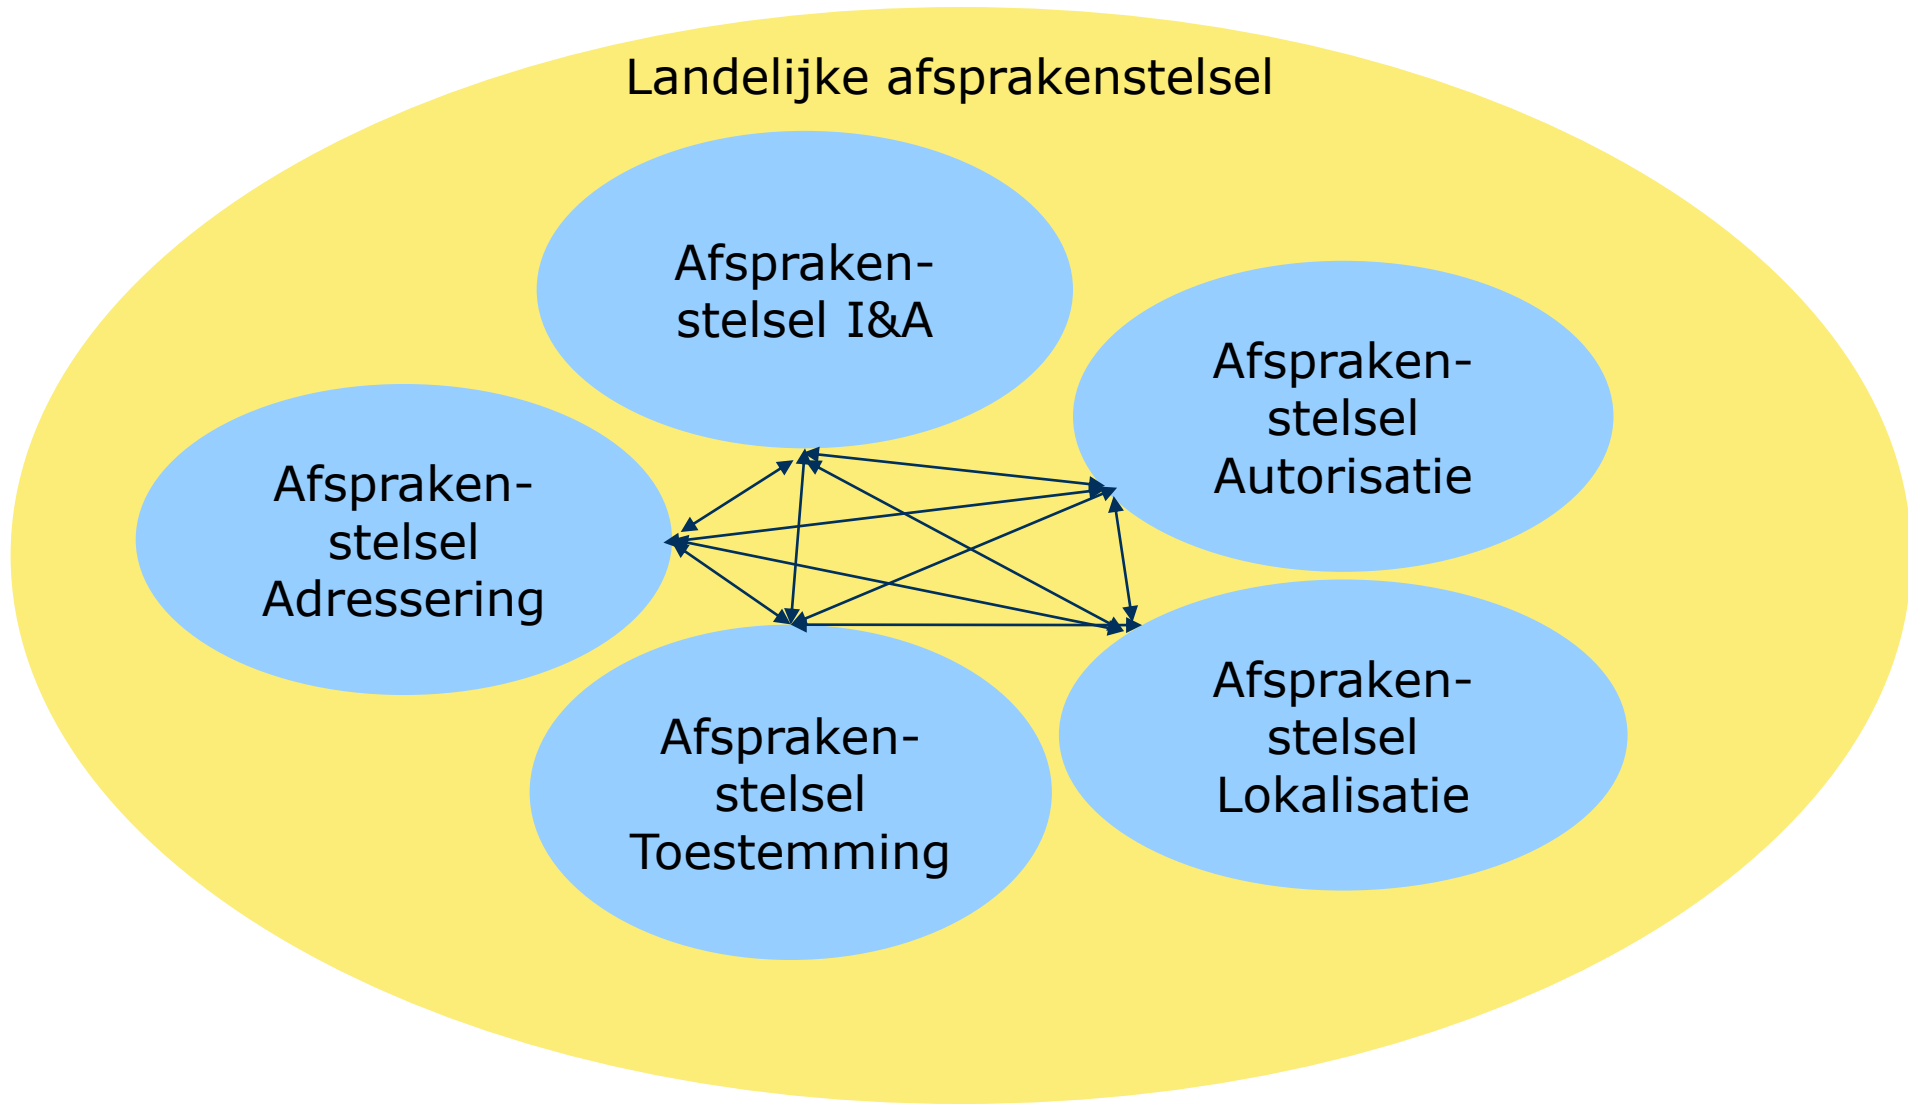 Landelijke afsprakenstelsel
Afspraken-
stelsel I&A
Afspraken-
stelsel
Autorisatie
Afspraken-
stelsel
Adressering
Afspraken-
stelsel
Lokalisatie
Afspraken-
stelsel
Toestemming